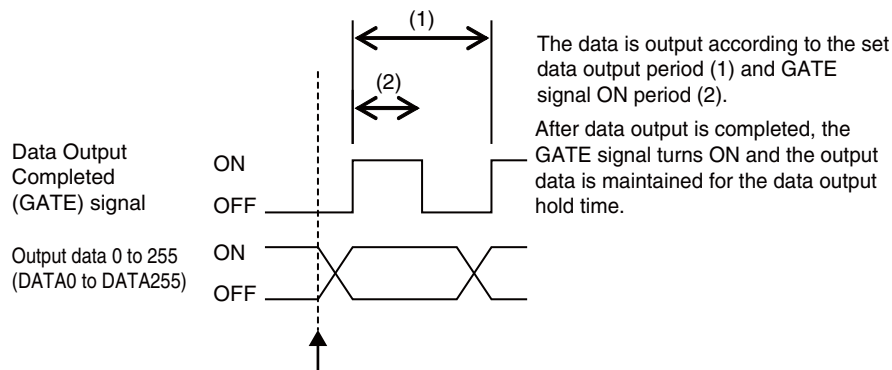 (1)
(2)
The data is output according to the set
data output period (1) and GATE
signal ON period (2).
After data output is completed, the
GATE signal turns ON and the output
data is maintained for the data output
hold time.
Data Output
Completed
(GATE) signal
ON
OFF
Output data 0 to 255
(DATA0 to DATA255)
ON
OFF